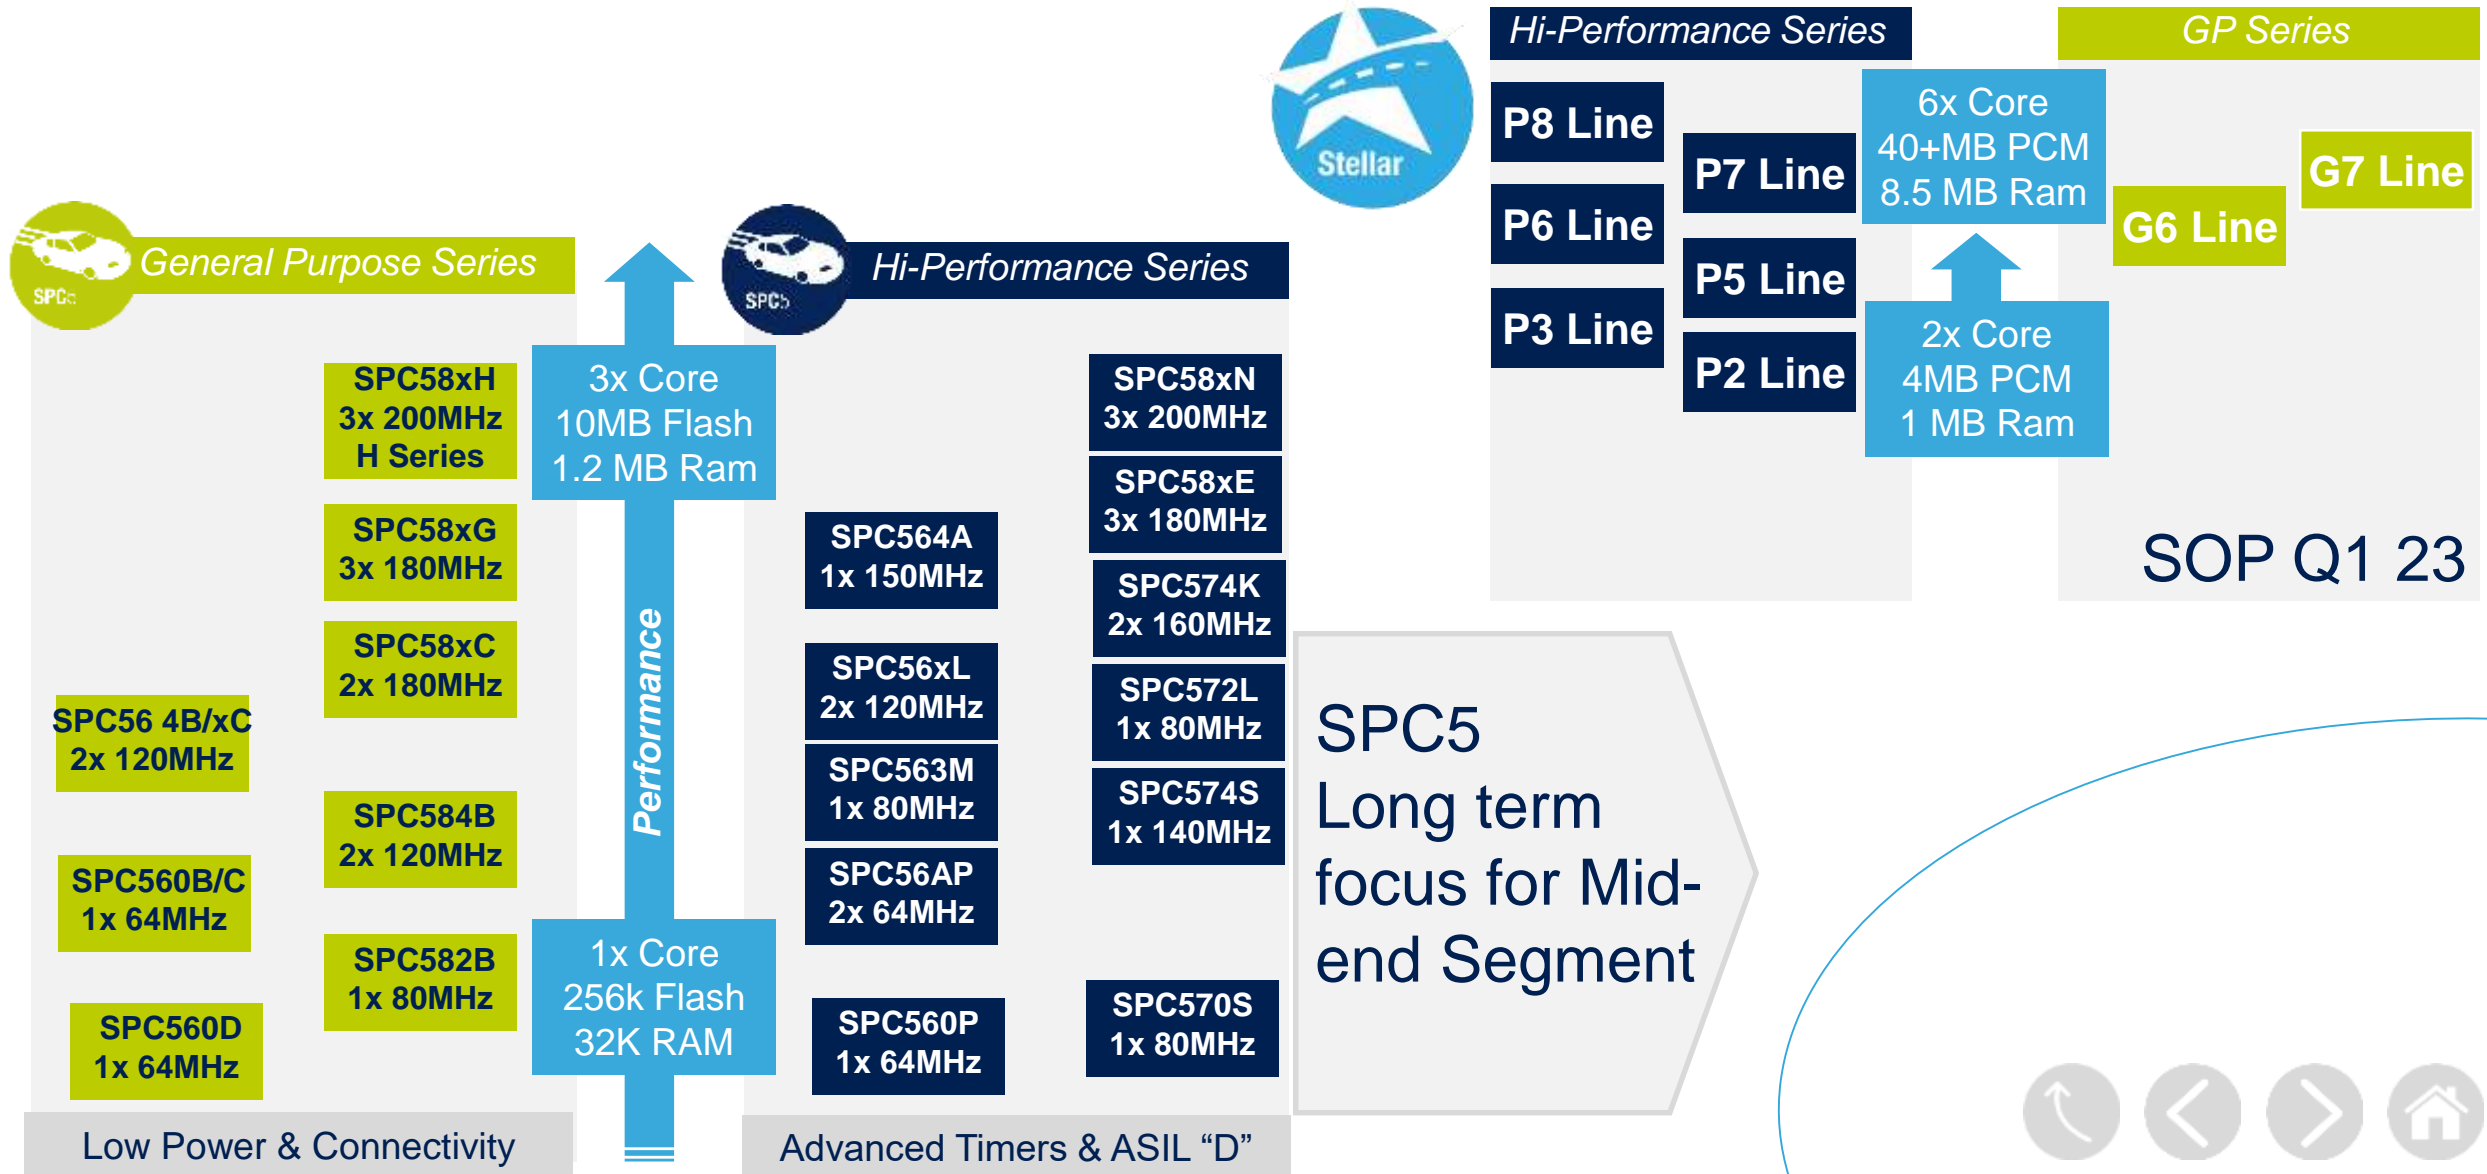 Stellar
Hi-Performance Series
P8 Line
P7 Line
P6 Line
P5 Line
P3 Line
P2 Line
6x Core
40+MB PCM
8.5 MB Ram
2x Core
4MB PCM
1 MB Ram
GP Series
G7 Line
G6 Line
SOP Q1 23
General Purpose Series
SPC58xH
3x 200MHz
H Series
SPC58xG
3x 180MHz
SPC58xC
2x 180MHz
SPC56 4B/xC
2x 120MHz
SPC584B
2x 120MHz
SPC560B/C
1x 64MHz
SPC582B
1x 80MHz
SPC560D
1x 64MHz
Low Power & Connectivity
3x Core
10MB Flash
1.2 MB Ram
Performance
1x Core
256k Flash
32K RAM
SPC5
Hi-Performance Series
SPC58xN
3x 200MHz
SPC58xE
3x 180MHz
SPC564A
1x 150MHz
SPC574K
2x 160MHz
SPC56xL
2x 120MHz
SPC572L
1x 80MHz
SPC563M
1x 80MHz
SPC574S
1x 140MHz
SPC56AP
2x 64MHz
SPC560P
1x 64MHz
SPC570S
1x 80MHz
Advanced Timers & ASIL “D”
SPC5
Long term
focus for Mid-
end Segment